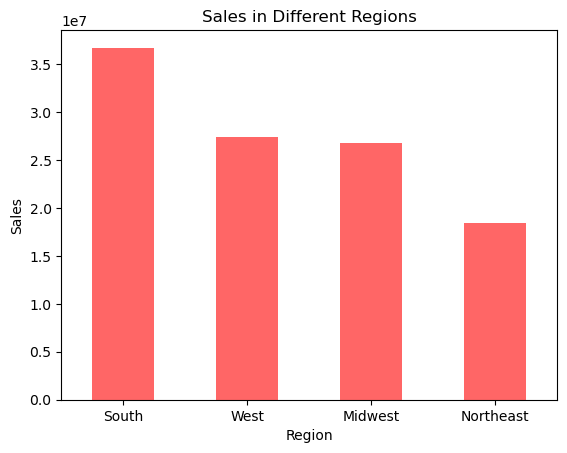 Sales in Different Regions
1e7
3.5
3.0
2.5
2.0
1.5
1.0
0.5
0.0
Sales
South West Midwest Northeast
Region